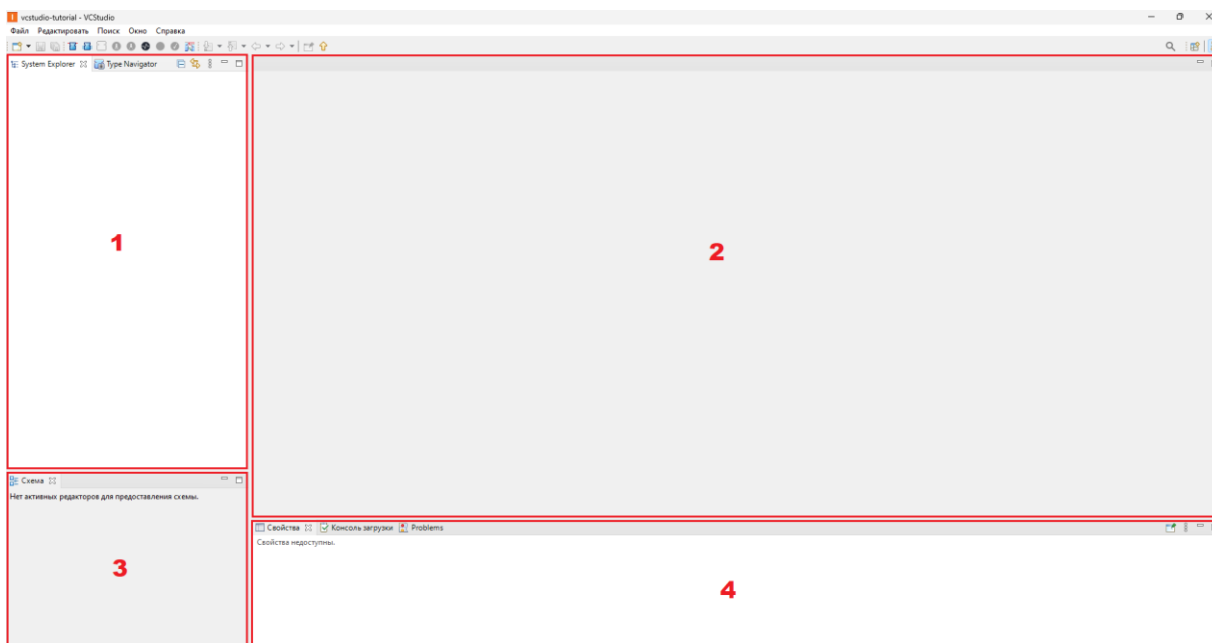 vcstudio-tutorial - VCStudio
Файл Редактировать Поиск Окно Справка
System Explorer Type Navigator
1
2
Схема
Нет активных редакторов для предоставления схемы.
3
Свойства Консоль загрузки Problems
Свойства недоступны.
4